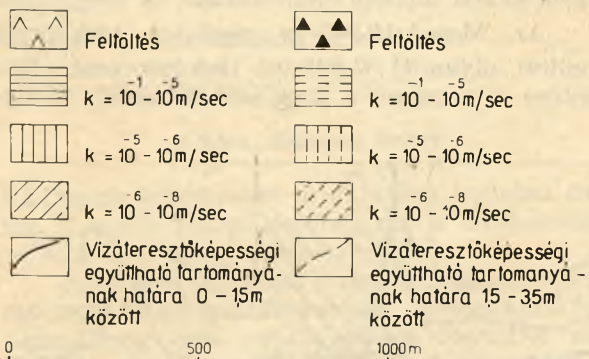 Feltöltés
k = 10⁻¹ - 10⁻⁵ m/sec
k = 10⁻⁵ - 10⁻⁶ m/sec
k = 10⁻⁶ - 10⁻⁸ m/sec
Vízáteresztőképességi
együttható tartományá-
nak határa 0 - 1,5m
között
Feltöltés
k = 10⁻¹ - 10⁻⁵ m/sec
k = 10⁻⁵ - 10⁻⁶ m/sec
k = 10⁻⁶ - 10⁻⁸ m/sec
Vízáteresztőképességi
együttható tartományá -
nak határa 1,5 - 3,5m
között
0 500 1000 m